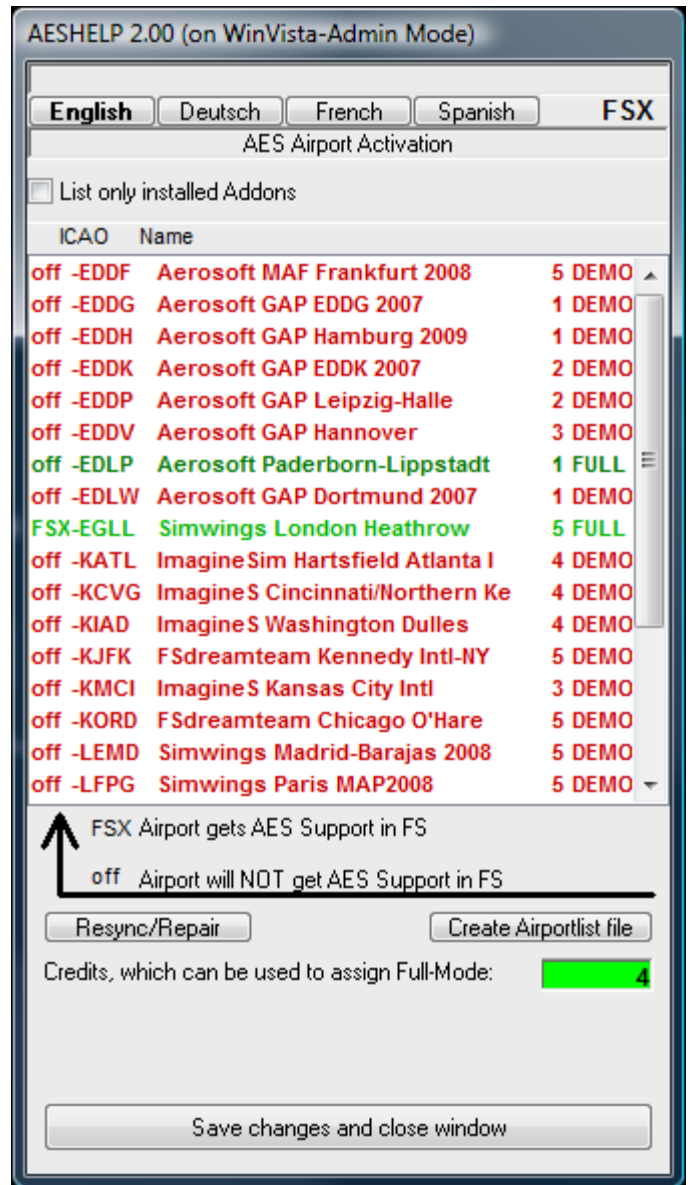 AESHELP 2.00 (on WinVista-Admin Mode)
English Deutsch French Spanish FSX
AES Airport Activation
List only installed Addons
ICAO Name
off -EDDF Aerosoft MAF Frankfurt 2008 5 DEMO
off -EDDG Aerosoft GAP EDDG 2007 1 DEMO
off -EDDH Aerosoft GAP Hamburg 2009 1 DEMO
off -EDDK Aerosoft GAP EDDK 2007 2 DEMO
off -EDDP Aerosoft GAP Leipzig-Halle 2 DEMO
off -EDDV Aerosoft GAP Hannover 3 DEMO
off -EDLP Aerosoft Paderborn-Lippstadt 1 FULL
off -EDLW Aerosoft GAP Dortmund 2007 1 DEMO
FSX-EGLL Simwings London Heathrow 5 FULL
off -KATL ImagineSim Hartsfield Atlanta I 4 DEMO
off -KCVG ImagineS Cincinnati/Northern Ke 4 DEMO
off -KIAD ImagineS Washington Dulles 4 DEMO
off -KJFK FSdreamteam Kennedy Intl-NY 5 DEMO
off -KMCI ImagineS Kansas City Intl 3 DEMO
off -KORD FSdreamteam Chicago O'Hare 5 DEMO
off -LEMD Simwings Madrid-Barajas 2008 5 DEMO
off -LFPG Simwings Paris MAP2008 5 DEMO
FSX Airport gets AES Support in FS
off Airport will NOT get AES Support in FS
Resync/Repair Create Airportlist file
Credits, which can be used to assign Full-Mode: 4
Save changes and close window